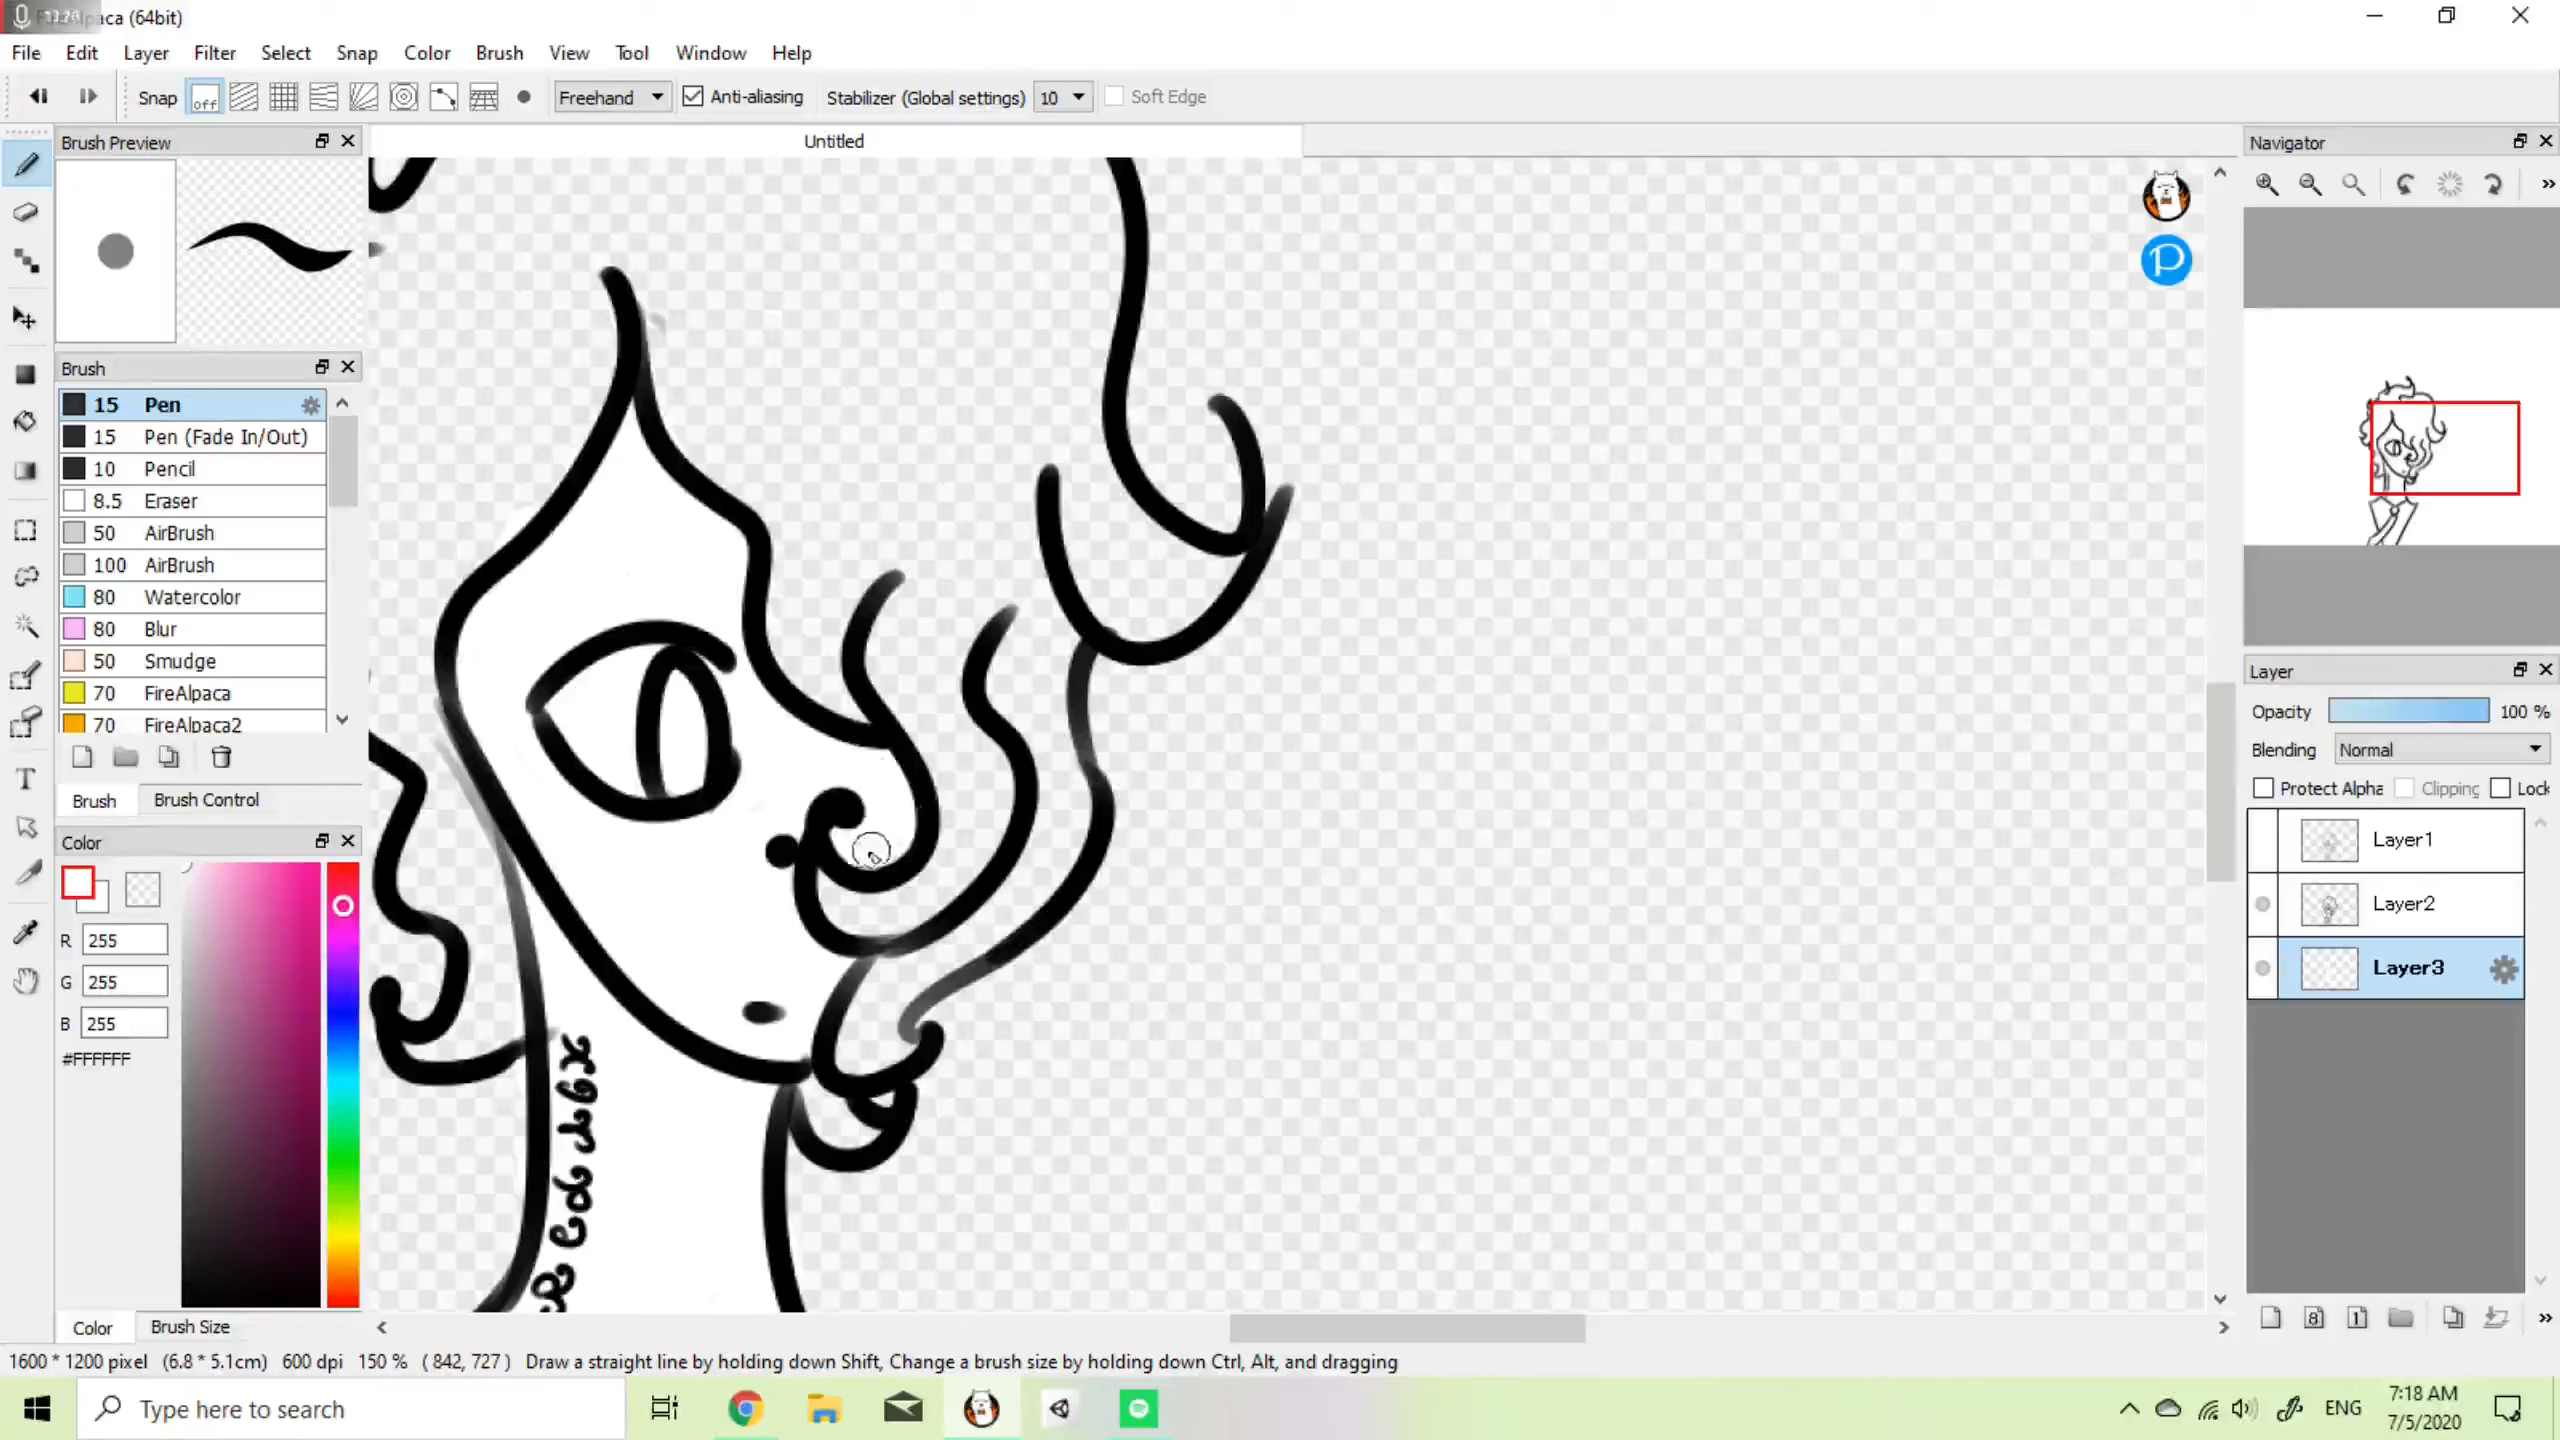 FireAlpaca (64bit)
File Edit Layer Filter Select Snap Color Brush View Tool Window Help
Snap off Freehand Anti-aliasing Stabilizer (Global settings) 10 Soft Edge
Brush Preview
Untitled
Navigator
Brush
15 Pen
15 Pen (Fade In/Out)
10 Pencil
8.5 Eraser
50 AirBrush
100 AirBrush
80 Watercolor
80 Blur
50 Smudge
70 FireAlpaca
70 FireAlpaca2
Brush Brush Control
Color
R 255
G 255
B 255
#FFFFFF
Color Brush Size
Layer
Opacity 100 %
Blending Normal
Protect Alpha Clipping Lock
Layer1
Layer2
Layer3
1600 * 1200 pixel (6.8 * 5.1cm) 600 dpi 150 % ( 842, 727 ) Draw a straight line by holding down Shift, Change a brush size by holding down Ctrl, Alt, and dragging
Type here to search
ENG
7:18 AM
7/5/2020